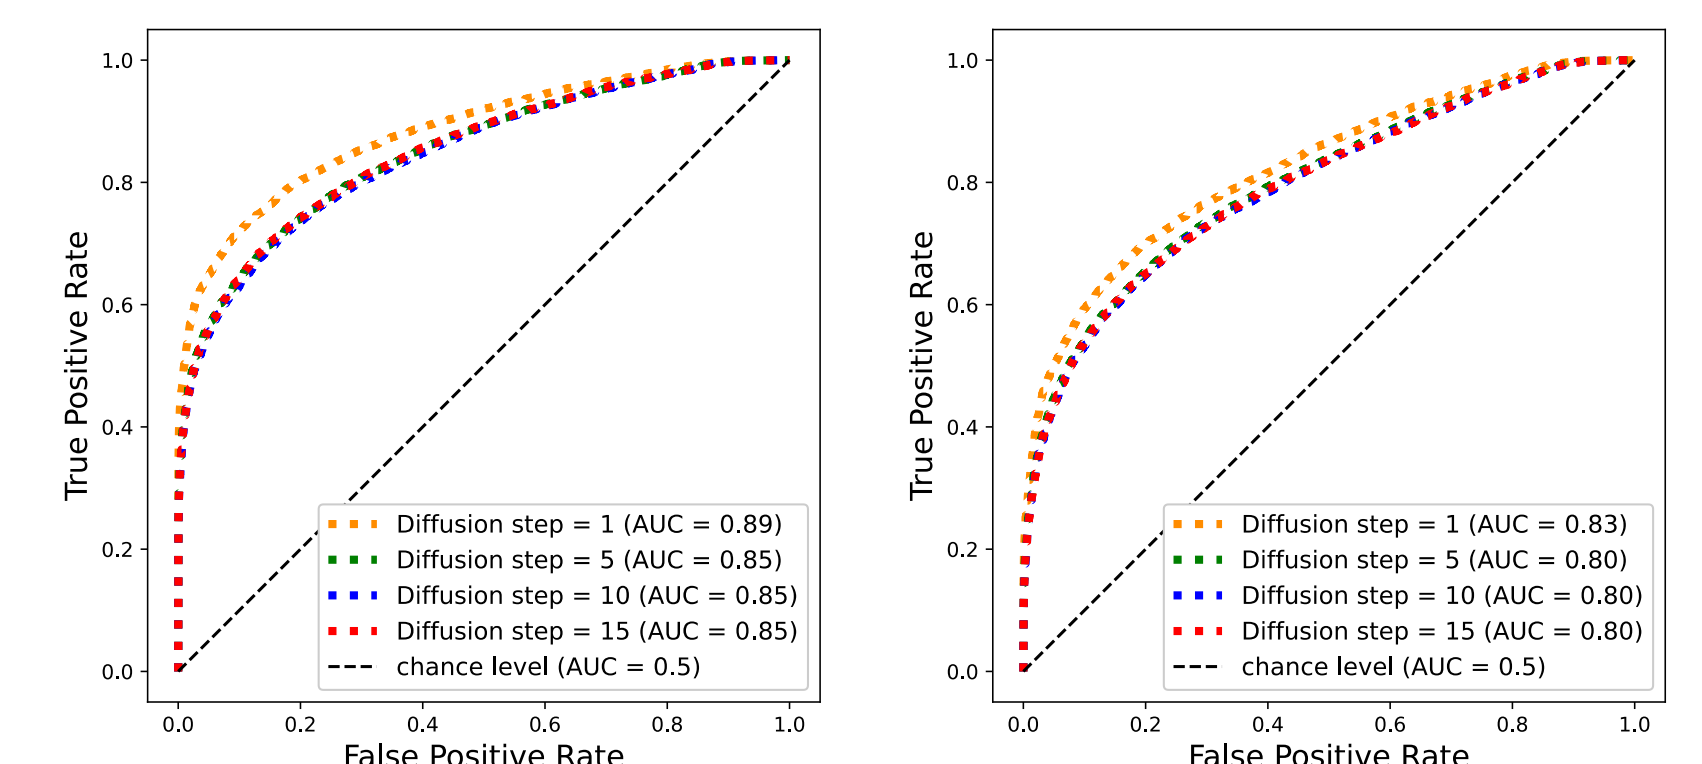 1.0
0.8
0.6
0.4
0.2
0.0
True Positive Rate
Diffusion step = 1 (AUC = 0.89)
Diffusion step = 5 (AUC = 0.85)
Diffusion step = 10 (AUC = 0.85)
Diffusion step = 15 (AUC = 0.85)
chance level (AUC = 0.5)
0.0 0.2 0.4 0.6 0.8 1.0
False Positive Rate
1.0
0.8
0.6
0.4
0.2
0.0
True Positive Rate
Diffusion step = 1 (AUC = 0.83)
Diffusion step = 5 (AUC = 0.80)
Diffusion step = 10 (AUC = 0.80)
Diffusion step = 15 (AUC = 0.80)
chance level (AUC = 0.5)
0.0 0.2 0.4 0.6 0.8 1.0
False Positive Rate